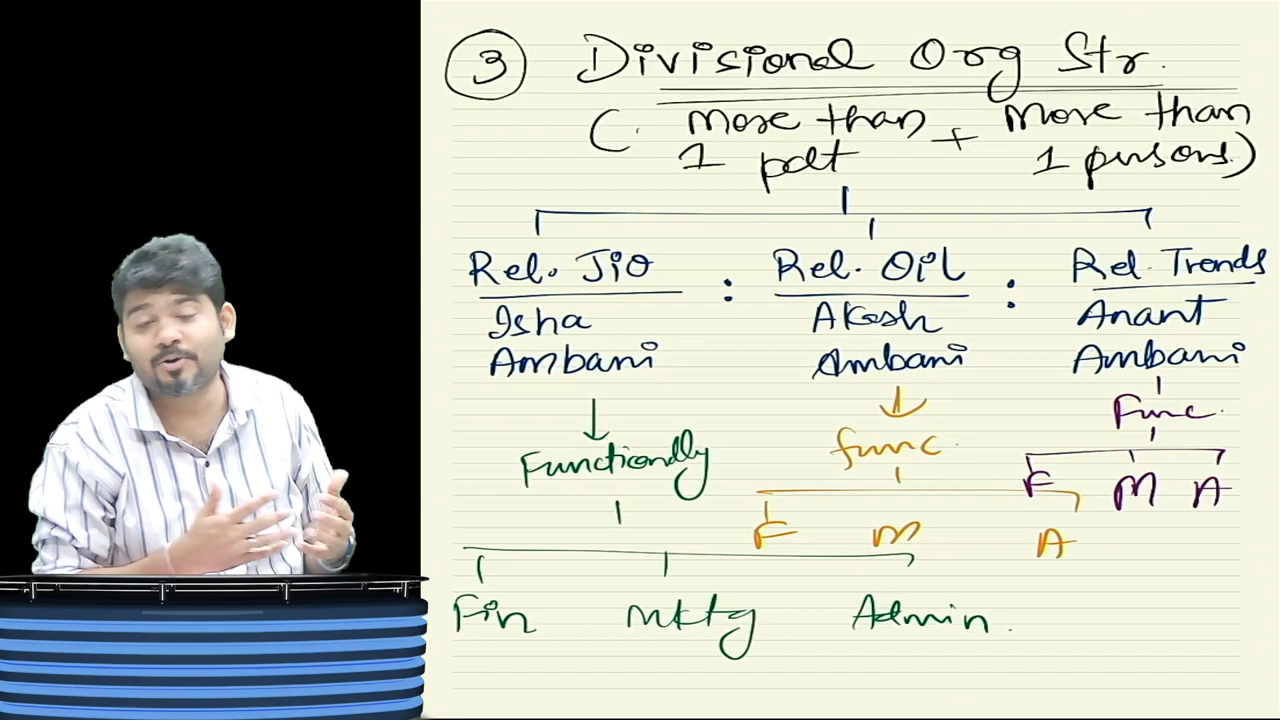 3 Divisional Org Str.
( More than 1 pdt + More than 1 persons.)
Rel. Jio : Rel. Oil : Rel. Trends
Isha Ambani Akash Ambani Anant Ambani
Functionally func. Func.
F M A
F M A
Fin Mktg Admin.